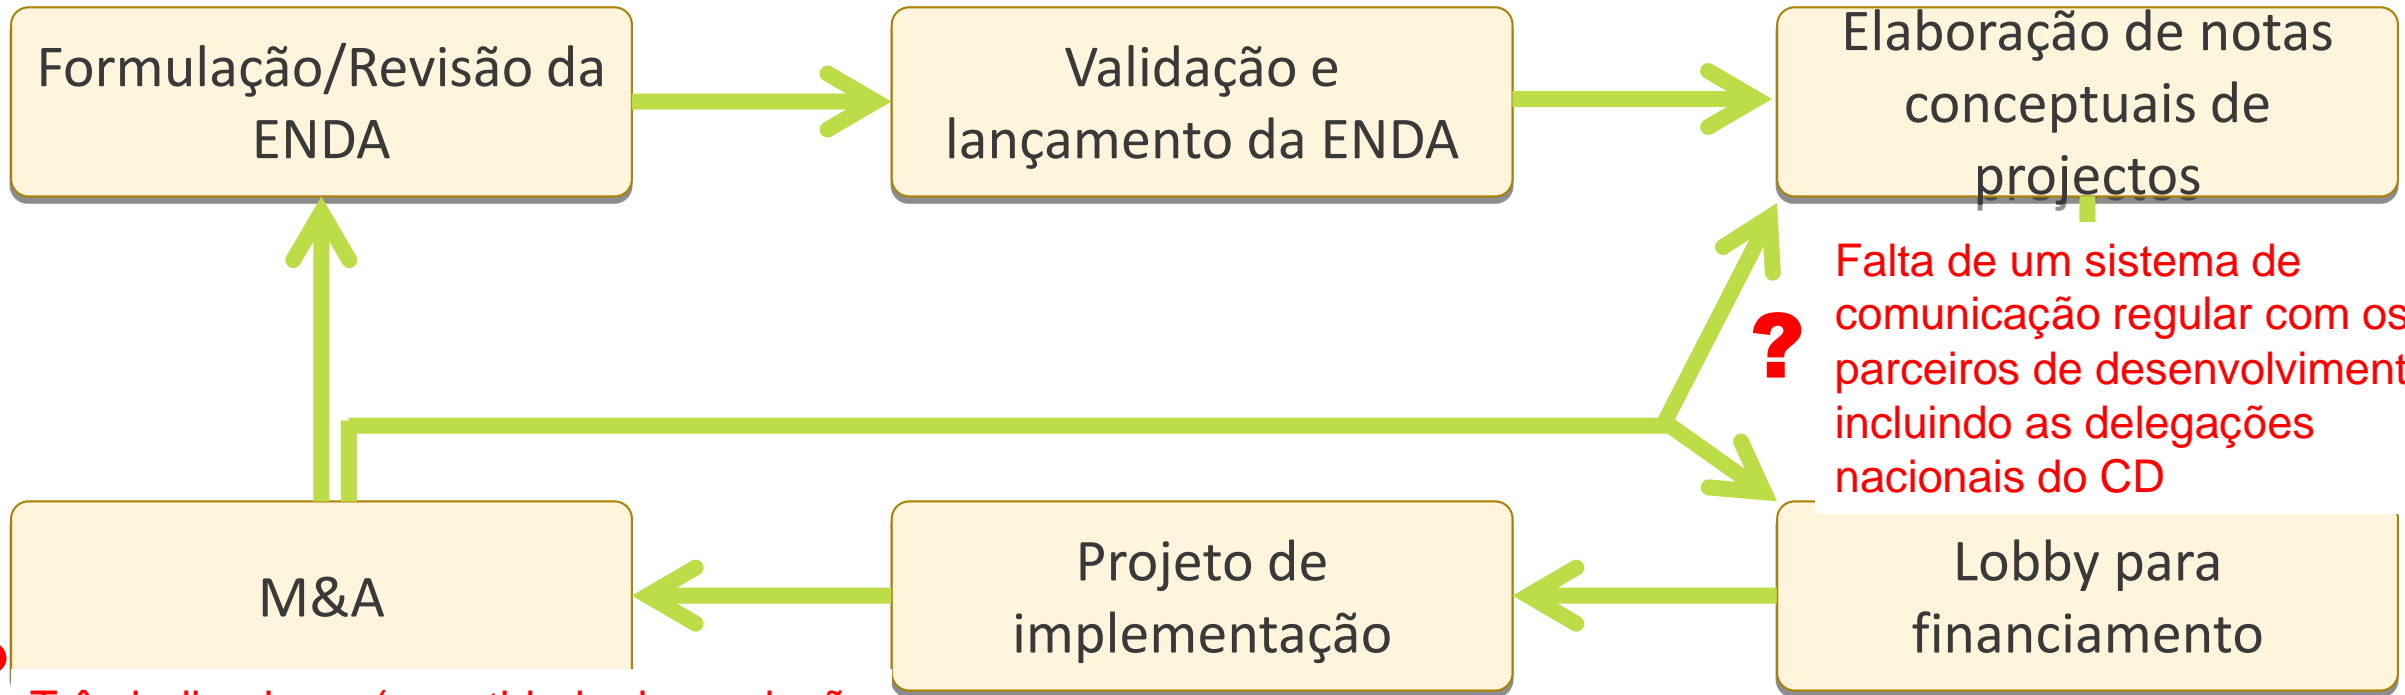 Formulação/Revisão da
ENDA
Validação e
lançamento da ENDA
Elaboração de notas
conceptuais de
projectos
?
Falta de um sistema de
comunicação regular com os
parceiros de desenvolviment
incluindo as delegações
nacionais do CD
M&A
Projeto de
implementação
Lobby para
financiamento